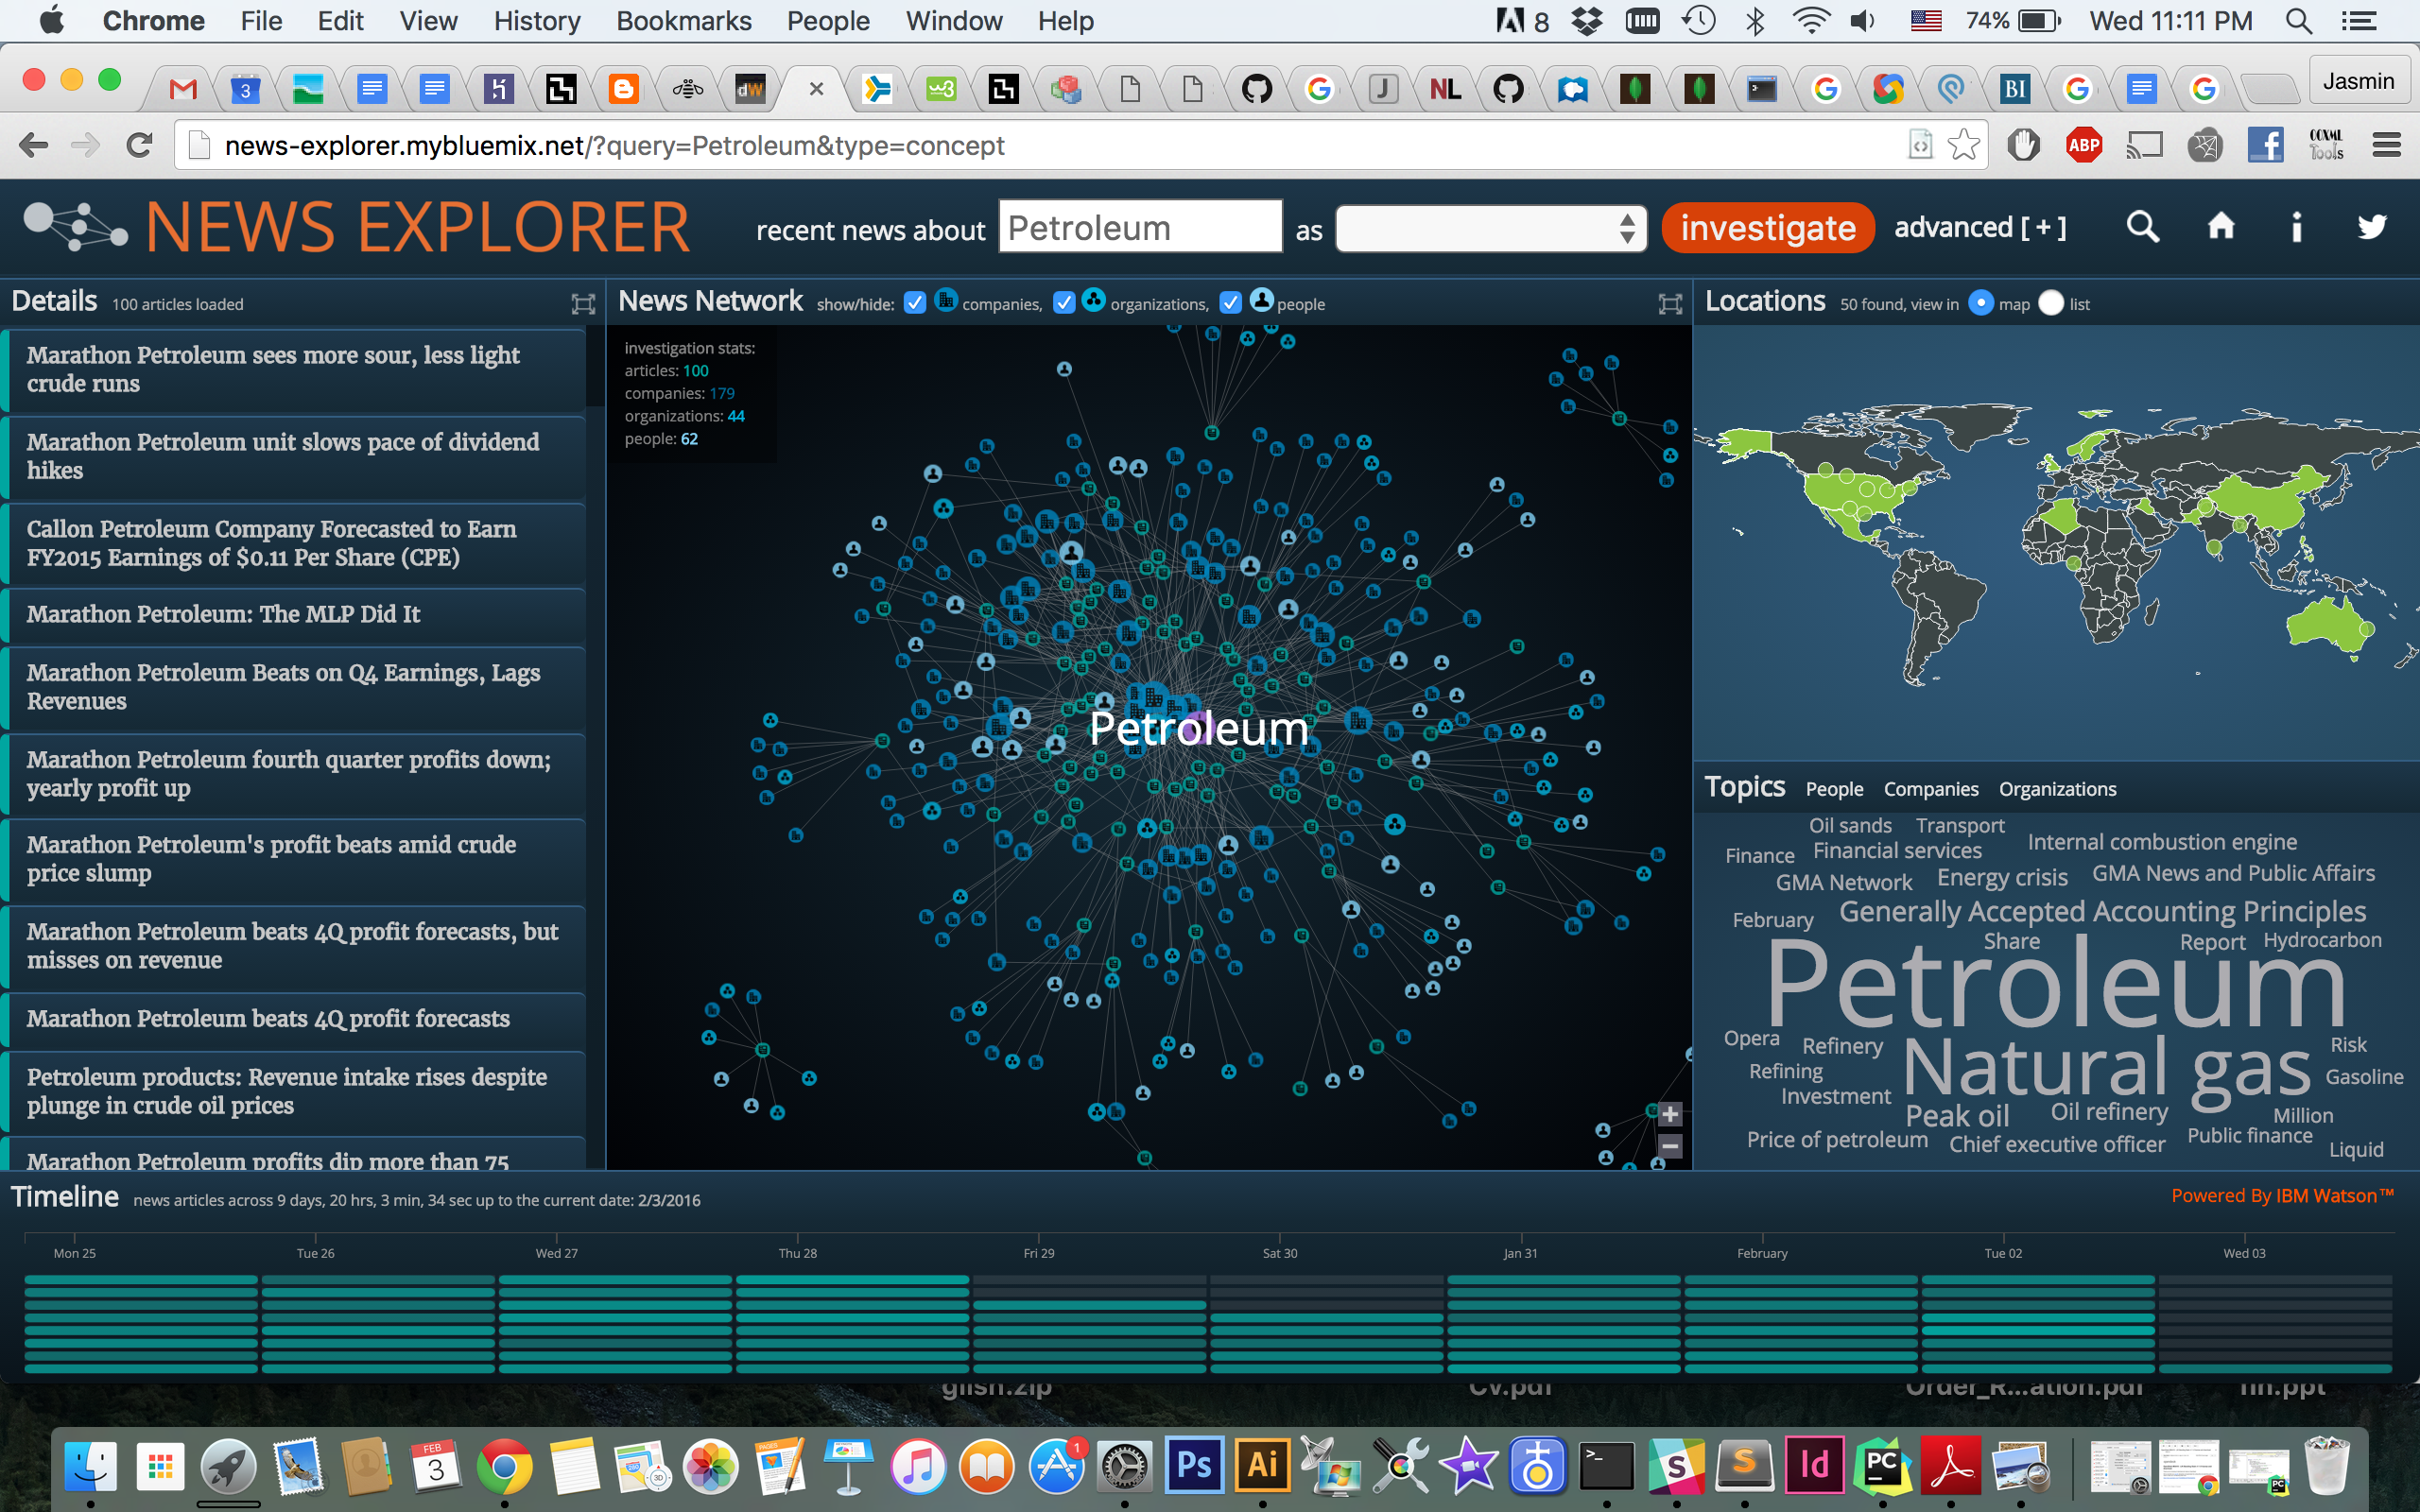 Chrome File Edit View History Bookmarks People Window Help
8 74% Wed 11:11 PM
Jasmin
news-explorer.mybluemix.net/?query=Petroleum&type=concept
NEWS EXPLORER
recent news about Petroleum as investigate advanced [ + ]
Details 100 articles loaded
Marathon Petroleum sees more sour, less light
crude runs
Marathon Petroleum unit slows pace of dividend
hikes
Callon Petroleum Company Forecasted to Earn
FY2015 Earnings of $0.11 Per Share (CPE)
Marathon Petroleum: The MLP Did It
Marathon Petroleum Beats on Q4 Earnings, Lags
Revenues
Marathon Petroleum fourth quarter profits down;
yearly profit up
Marathon Petroleum's profit beats amid crude
price slump
Marathon Petroleum beats 4Q profit forecasts, but
misses on revenue
Marathon Petroleum beats 4Q profit forecasts
Petroleum products: Revenue intake rises despite
plunge in crude oil prices
Marathon Petroleum profits dip more than 75
News Network show/hide: companies, organizations, people
investigation stats:
articles: 100
companies: 179
organizations: 44
people: 62
Petroleum
Locations 50 found, view in map list
Topics People Companies Organizations
Oil sands Transport
Internal combustion engine
Finance Financial services
GMA Network Energy crisis GMA News and Public Affairs
February Generally Accepted Accounting Principles
Share Report Hydrocarbon
Petroleum
Opera Refinery Natural gas Risk
Refining Gasoline
Investment Peak oil Oil refinery Million
Price of petroleum Chief executive officer Public finance
Liquid
Timeline news articles across 9 days, 20 hrs, 3 min, 34 sec up to the current date: 2/3/2016
Powered By IBM Watson™
Mon 25 Tue 26 Wed 27 Thu 28 Fri 29 Sat 30 Jan 31 February Tue 02 Wed 03
FEB
3
1
Ps Ai S S Id PC